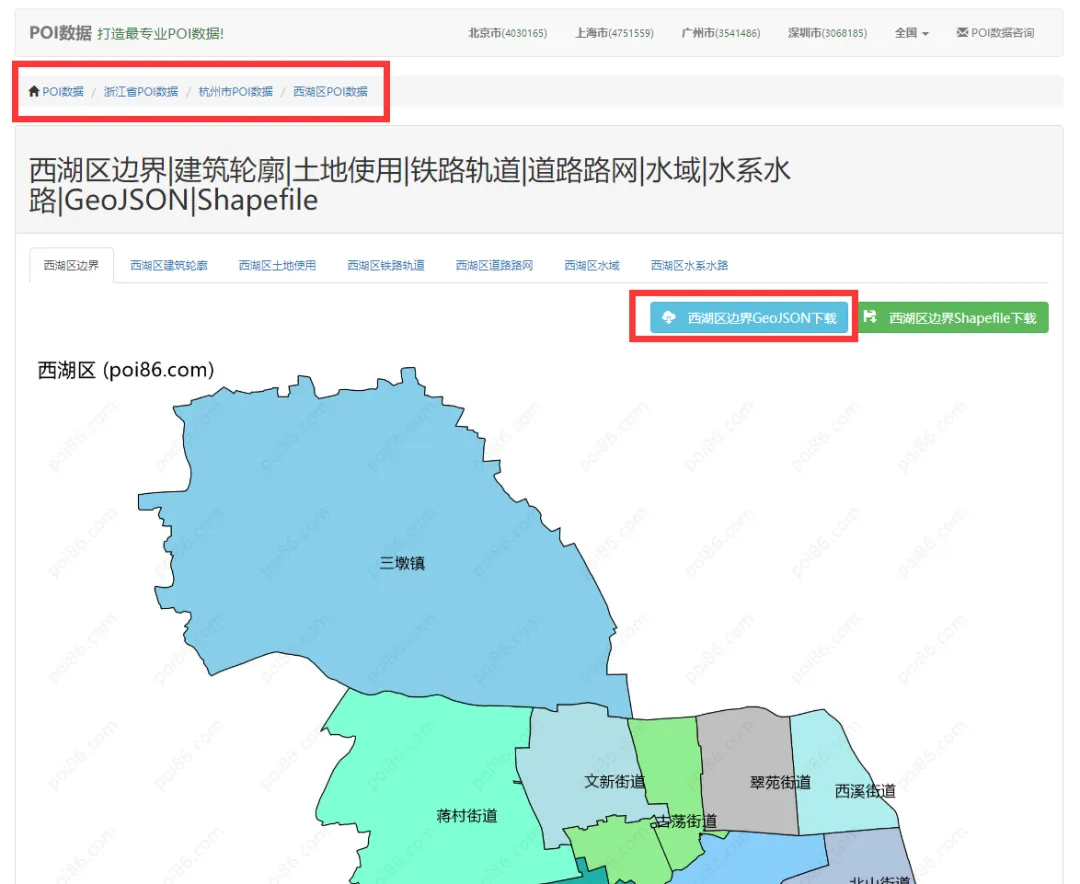 POI数据 打造最专业POI数据! 北京市(4030165) 上海市(4751559) 广州市(3541486) 深圳市(3068185) 全国 POI数据咨询
POI数据 / 浙江省POI数据 / 杭州市POI数据 / 西湖区POI数据
西湖区边界|建筑轮廓|土地使用|铁路轨道|道路路网|水域|水系水
路|GeoJSON|Shapefile
西湖区边界 西湖区建筑轮廓 西湖区土地使用 西湖区铁路轨道 西湖区道路路网 西湖区水域 西湖区水系水路
西湖区边界GeoJSON下载 西湖区边界Shapefile下载
西湖区 (poi86.com)
三墩镇
文新街道
翠苑街道
西溪街道
蒋村街道
古荡街道
北山街道